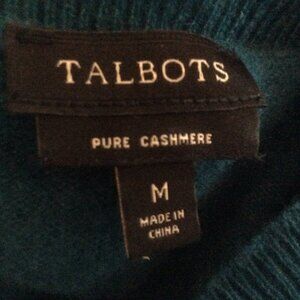 TALBOTS
PURE CASHMERE
M
MADE IN
CHINA